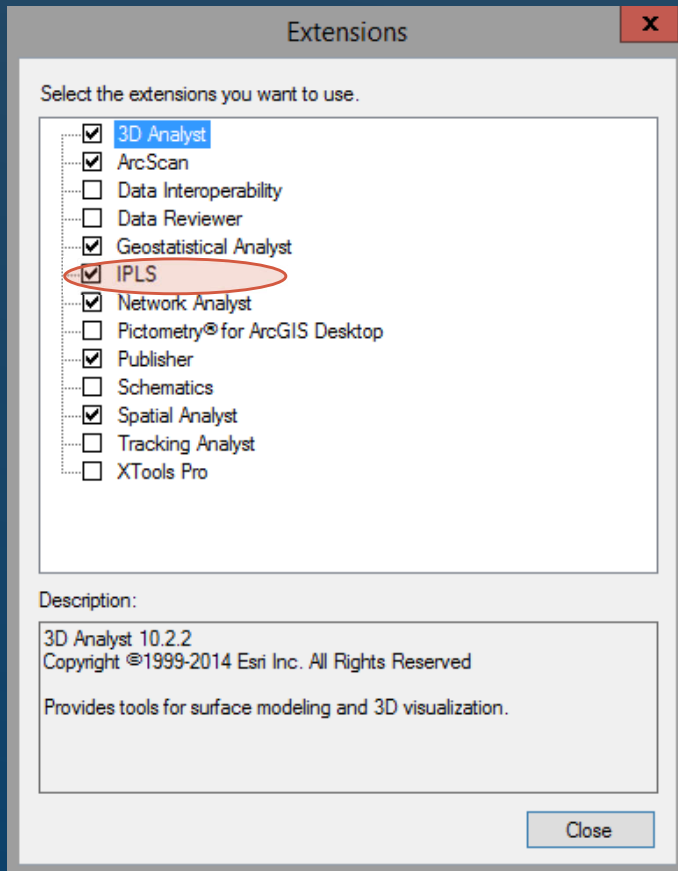 Extensions
x
Select the extensions you want to use.
3D Analyst
ArcScan
Data Interoperability
Data Reviewer
Geostatistical Analyst
IPLS
Network Analyst
Pictometry® for ArcGIS Desktop
Publisher
Schematics
Spatial Analyst
Tracking Analyst
XTools Pro
Description:
3D Analyst 10.2.2
Copyright ©1999-2014 Esri Inc. All Rights Reserved
Provides tools for surface modeling and 3D visualization.
Close